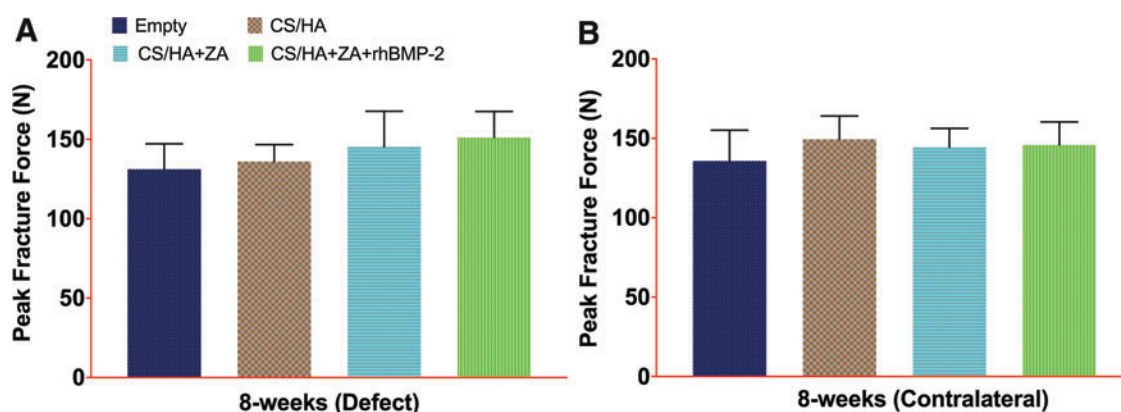 A
Empty
CS/HA
CS/HA+ZA
CS/HA+ZA+rhBMP-2
Peak Fracture Force (N)
200
150
100
50
0
8-weeks (Defect)
B
Peak Fracture Force (N)
200
150
100
50
0
8-weeks (Contralateral)